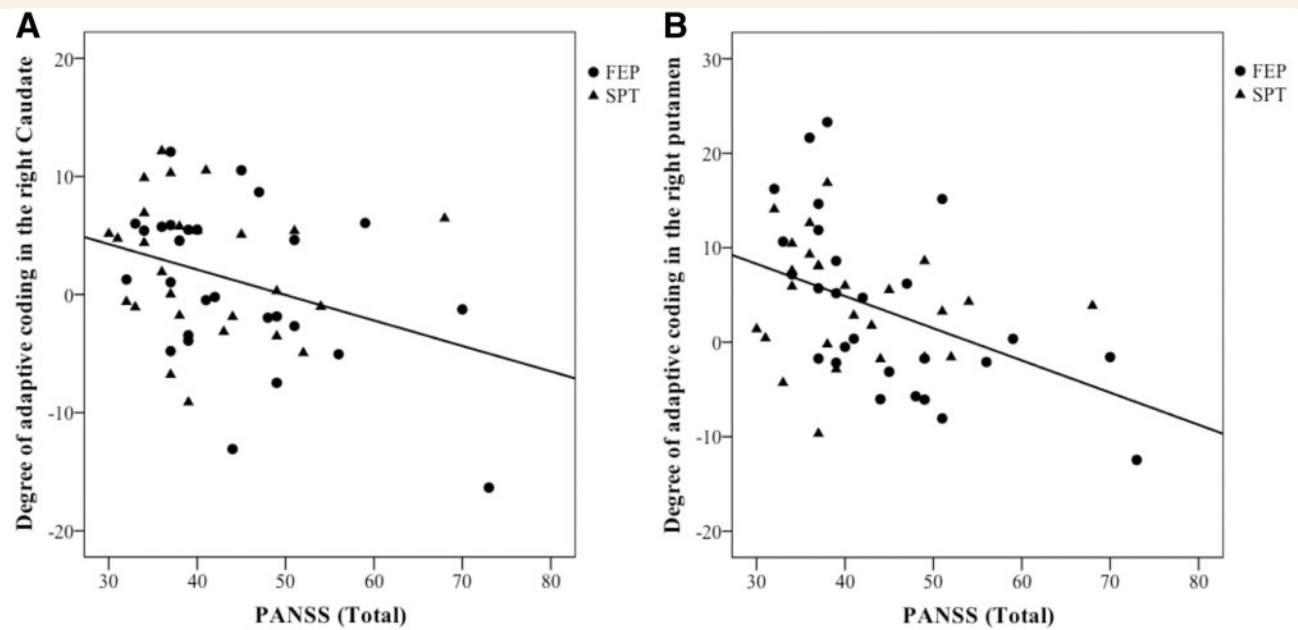 A
Degree of adaptive coding in the right Caudate
20
10
0
-10
-20
30 40 50 60 70 80
PANSS (Total)
FEP
SPT
B
Degree of adaptive coding in the right putamen
30
20
10
0
-10
-20
30 40 50 60 70 80
PANSS (Total)
FEP
SPT